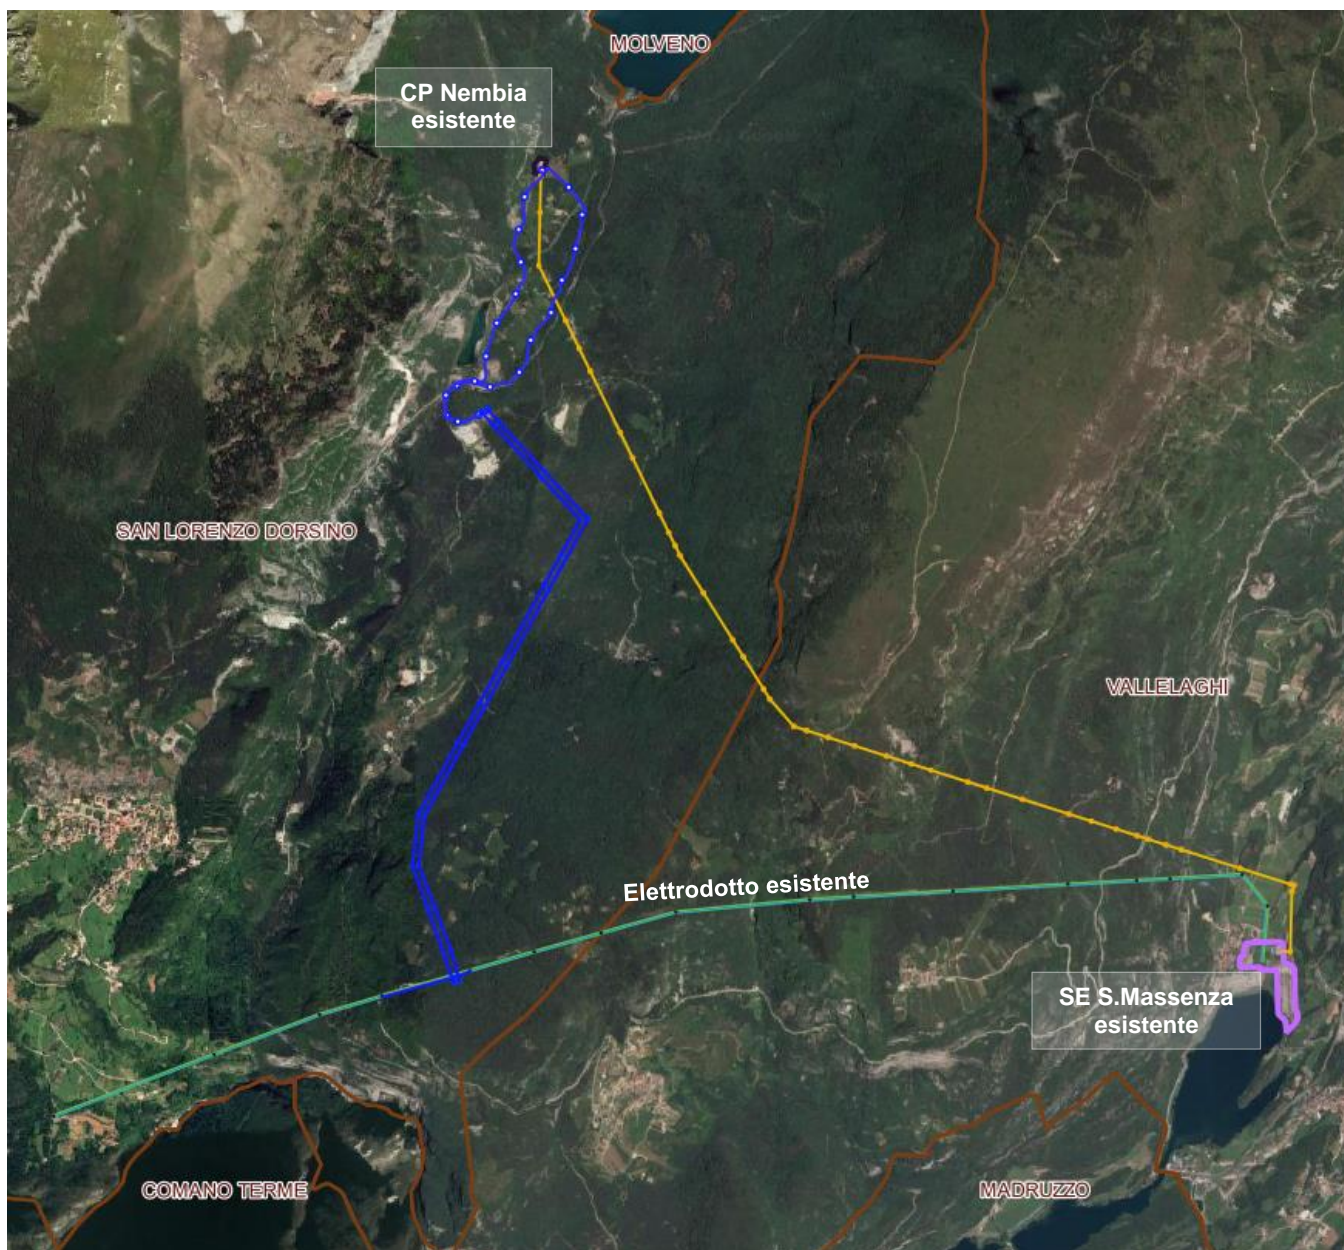 MOLVENO
CP Nembia
esistente
SAN LORENZO DORSINO
VALLELAGHI
Elettrodotto esistente
SE S.Massenza
esistente
COMANO TERME
MADRUZZO